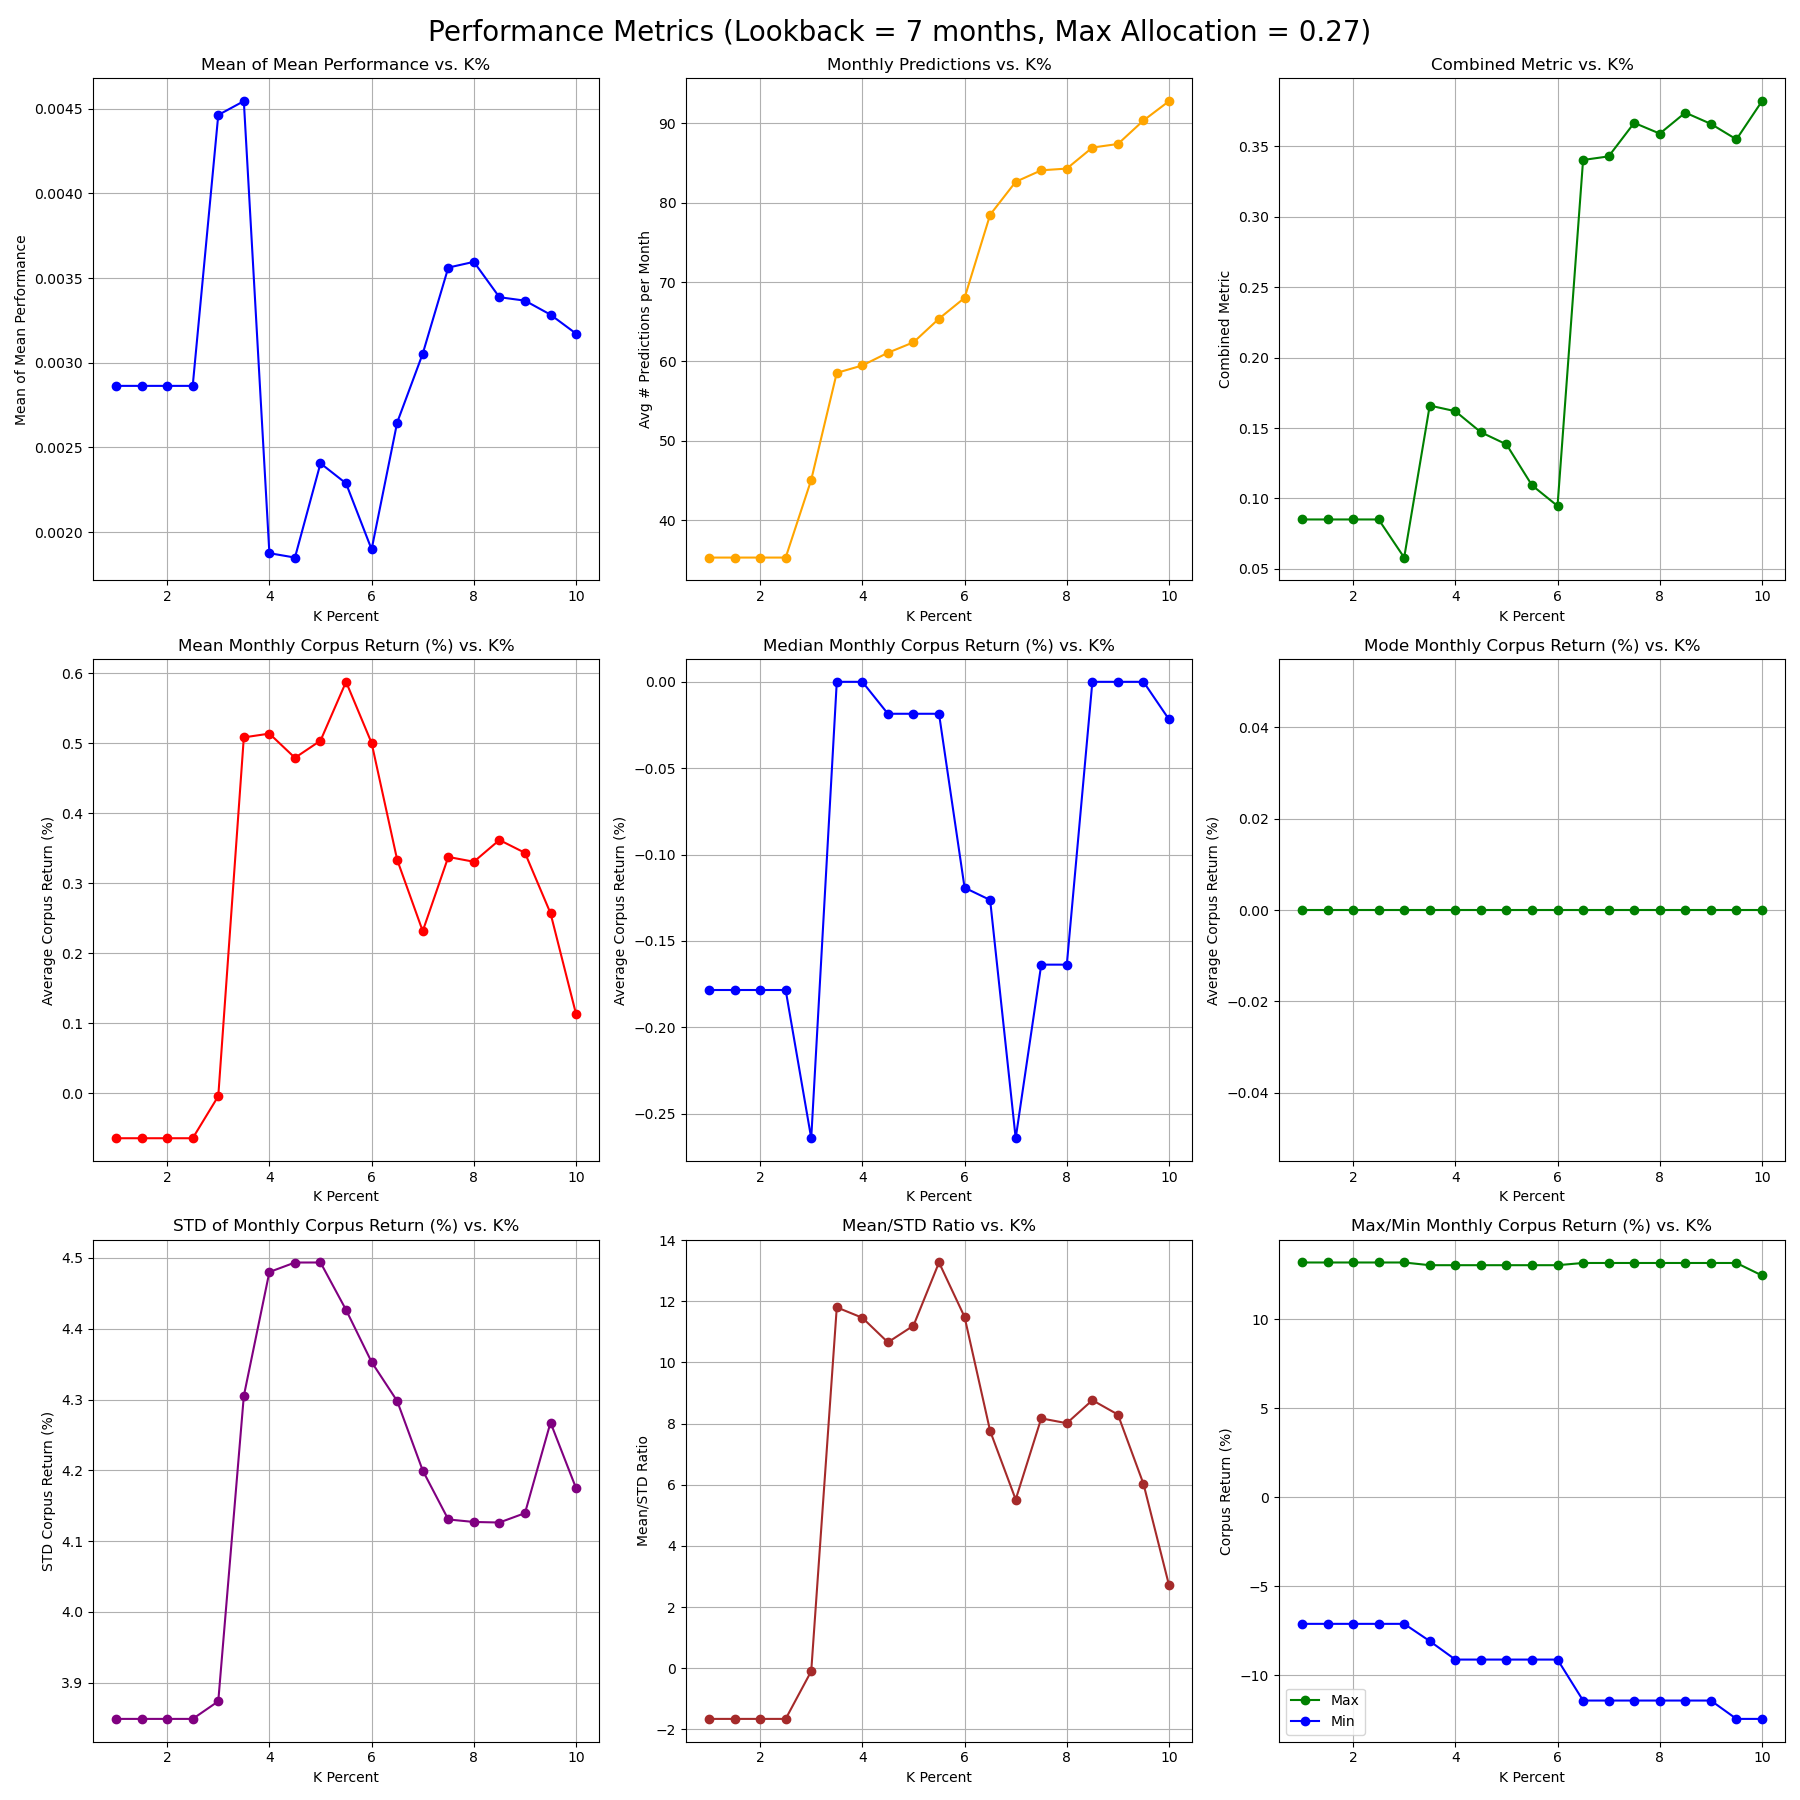 Performance Metrics (Lookback = 7 months, Max Allocation = 0.27)
Mean of Mean Performance vs. K%
Mean of Mean Performance
0.0045
0.0040
0.0035
0.0030
0.0025
0.0020
2 4 6 8 10
K Percent
Monthly Predictions vs. K%
Avg # Predictions per Month
90
80
70
60
50
40
2 4 6 8 10
K Percent
Combined Metric vs. K%
Combined Metric
0.35
0.30
0.25
0.20
0.15
0.10
0.05
2 4 6 8 10
K Percent
Mean Monthly Corpus Return (%) vs. K%
Average Corpus Return (%)
0.6
0.5
0.4
0.3
0.2
0.1
0.0
2 4 6 8 10
K Percent
Median Monthly Corpus Return (%) vs. K%
Average Corpus Return (%)
0.00
−0.05
−0.10
−0.15
−0.20
−0.25
2 4 6 8 10
K Percent
Mode Monthly Corpus Return (%) vs. K%
Average Corpus Return (%)
0.04
0.02
0.00
−0.02
−0.04
2 4 6 8 10
K Percent
STD of Monthly Corpus Return (%) vs. K%
STD Corpus Return (%)
4.5
4.4
4.3
4.2
4.1
4.0
3.9
2 4 6 8 10
K Percent
Mean/STD Ratio vs. K%
Mean/STD Ratio
14
12
10
8
6
4
2
0
−2
2 4 6 8 10
K Percent
Max/Min Monthly Corpus Return (%) vs. K%
Corpus Return (%)
10
5
0
−5
−10
Max
Min
2 4 6 8 10
K Percent